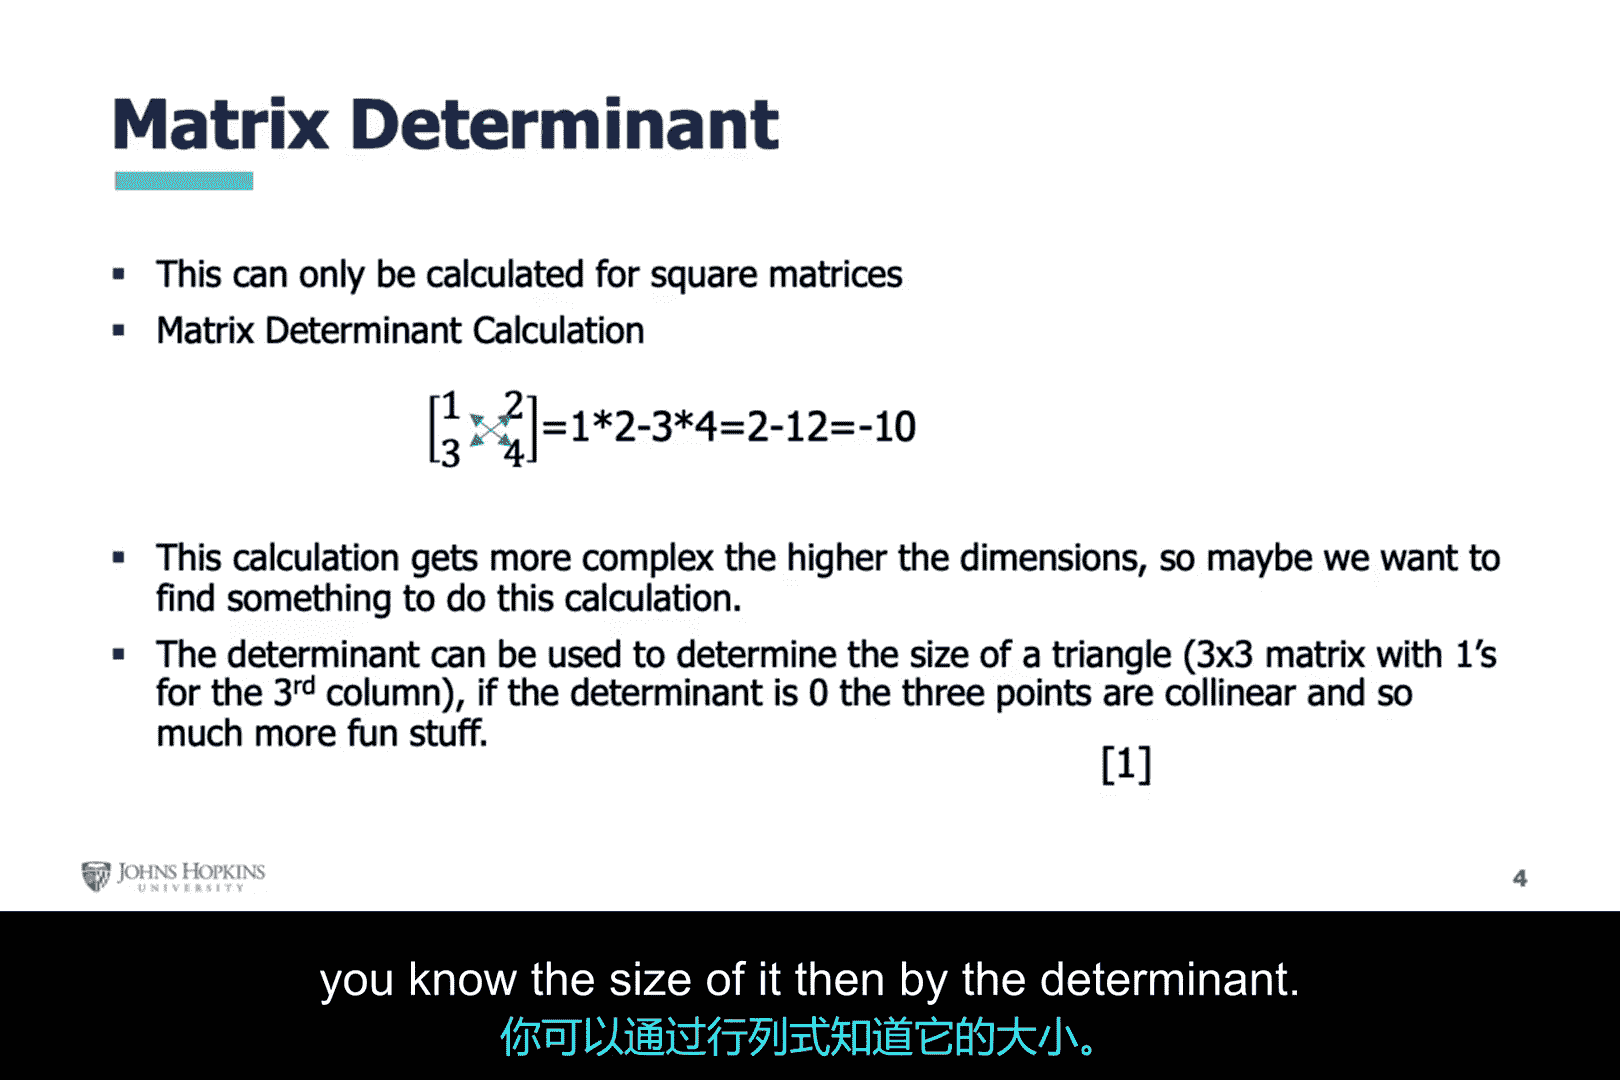 Matrix Determinant
▪ This can only be calculated for square matrices
▪ Matrix Determinant Calculation
[1 2
3 4]=1*2-3*4=2-12=-10
▪ This calculation gets more complex the higher the dimensions, so maybe we want to
find something to do this calculation.
▪ The determinant can be used to determine the size of a triangle (3x3 matrix with 1’s
for the 3rd column), if the determinant is 0 the three points are collinear and so
much more fun stuff.
[1]
JOHNS HOPKINS
UNIVERSITY
4
you know the size of it then by the determinant.
你可以通过行列式知道它的大小。